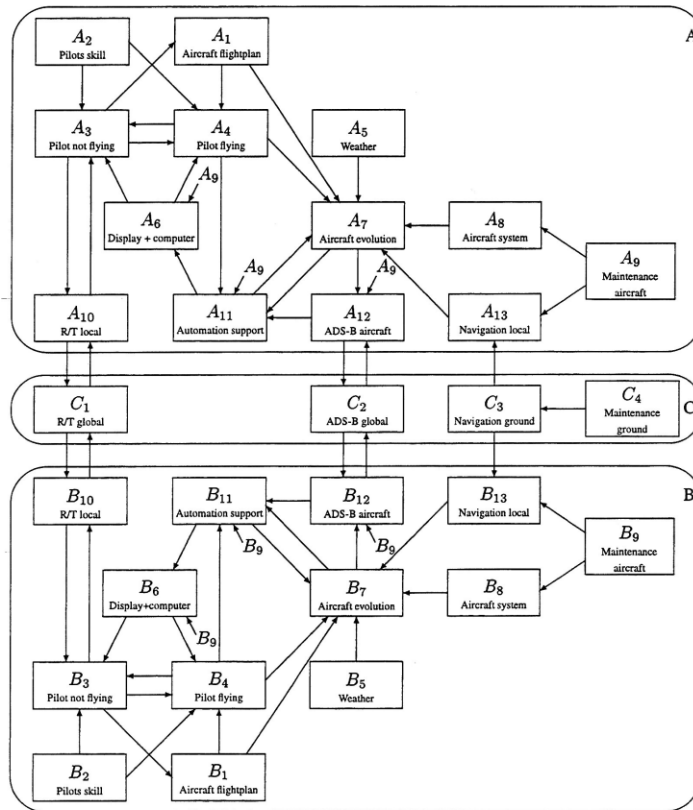 A
A2
Pilots skill
A1
Aircraft flightplan
A3
Pilot not flying
A4
Pilot flying
A5
Weather
A9
A6
Display + computer
A7
Aircraft evolution
A8
Aircraft system
A9
Maintenance
aircraft
A9
A9
A10
R/T local
A11
Automation support
A12
ADS-B aircraft
A13
Navigation local
C1
R/T global
C2
ADS-B global
C3
Navigation ground
C4
Maintenance
ground
C
B
B10
R/T local
B11
Automation support
B12
ADS-B aircraft
B13
Navigation local
B9
B9
B9
Maintenance
aircraft
B6
Display+computer
B7
Aircraft evolution
B8
Aircraft system
B9
B3
Pilot not flying
B4
Pilot flying
B5
Weather
B2
Pilots skill
B1
Aircraft flightplan